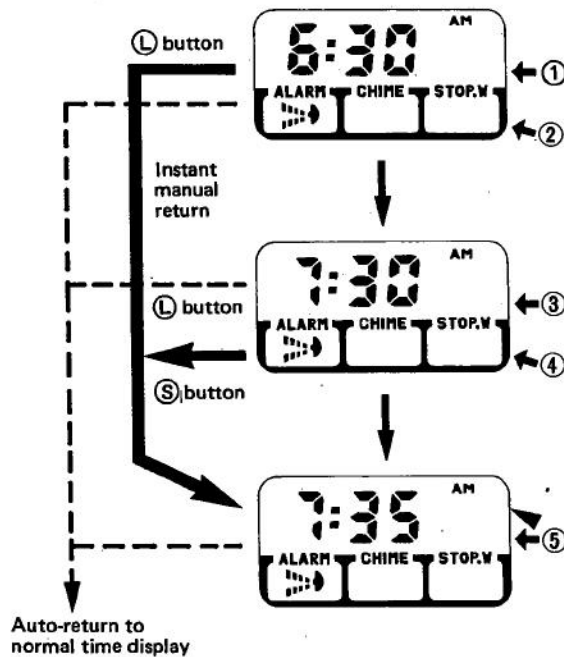 Ⓛ button
AM
6:30
①
ALARM CHIME STOP.W
②
Instant
manual
return
AM
7:30
Ⓛ button
③
ALARM CHIME STOP.W
④
Ⓢ button
AM
7:35
⑤
ALARM CHIME STOP.W
Auto-return to
normal time display